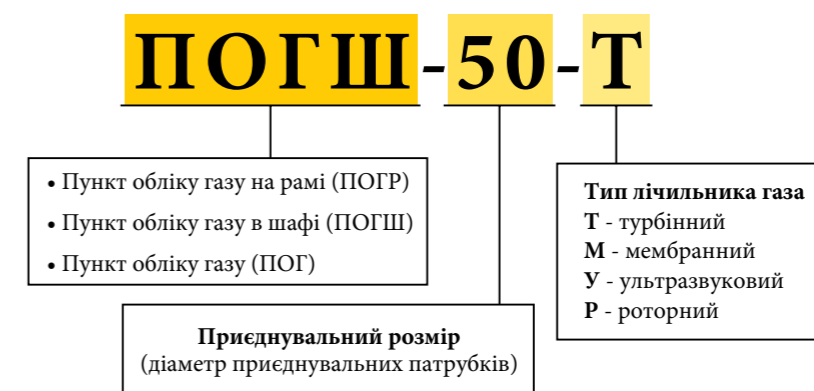 ПОГШ-50-Т
• Пункт обліку газу на рамі (ПОГР)
• Пункт обліку газу в шафі (ПОГШ)
• Пункт обліку газу (ПОГ)
Приєднувальний розмір
(діаметр приєднувальних патрубків)
Тип лічильника газа
Т - турбінний
М - мембранний
У - ультразвуковий
Р - роторний